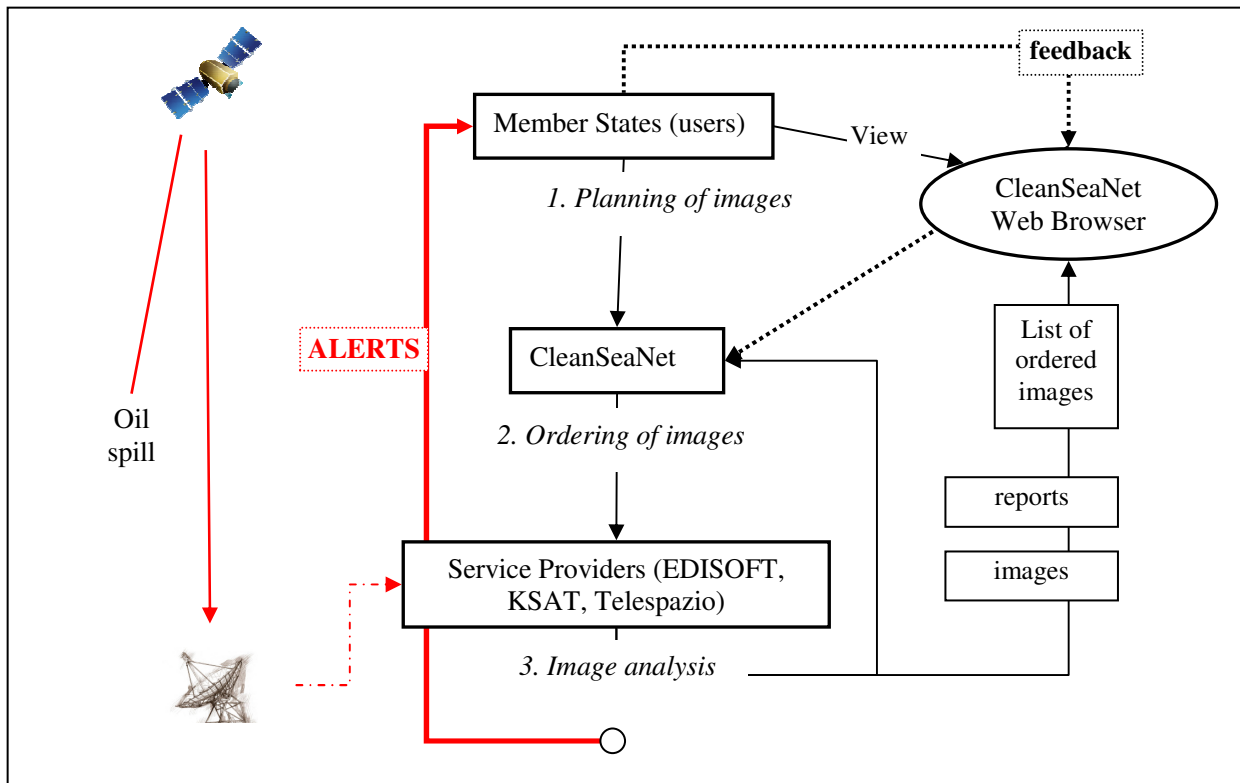 feedback
Member States (users)
View
1. Planning of images
CleanSeaNet
Web Browser
ALERTS
CleanSeaNet
List of
ordered
images
Oil
spill
2. Ordering of images
reports
Service Providers (EDISOFT,
KSAT, Telespazio)
images
3. Image analysis